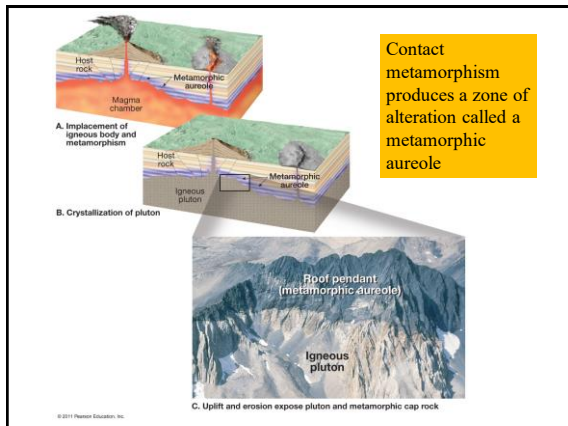 Contact
metamorphism
produces a zone of
alteration called a
metamorphic
aureole
Host
rock
Metamorphic
aureole
Magma
chamber
A. Implacement of
igneous body and
metamorphism
Host
rock
Metamorphic
aureole
Igneous
pluton
B. Crystallization of pluton
Roof pendant
(metamorphic aureole)
Igneous
pluton
C. Uplift and erosion expose pluton and metamorphic cap rock
© 2011 Pearson Education, Inc.